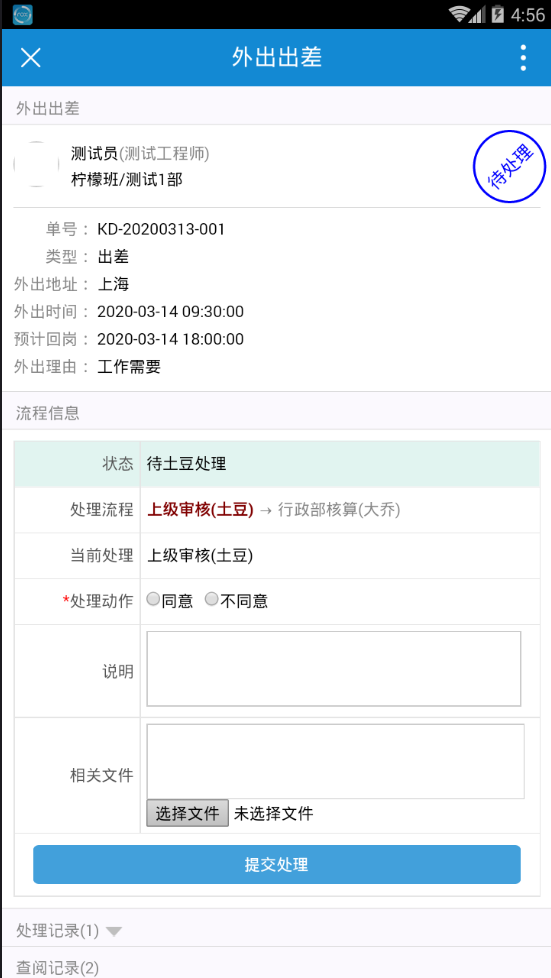 4:56
外出出差
外出出差
测试员(测试工程师)
柠檬班/测试1部
待处理
单号： KD-20200313-001
类型： 出差
外出地址： 上海
外出时间： 2020-03-14 09:30:00
预计回岗： 2020-03-14 18:00:00
外出理由： 工作需要
流程信息
状态 待土豆处理
处理流程 上级审核(土豆) → 行政部核算(大乔)
当前处理 上级审核(土豆)
*处理动作 同意 不同意
说明
相关文件
选择文件 未选择文件
提交处理
处理记录(1)
查阅记录(2)